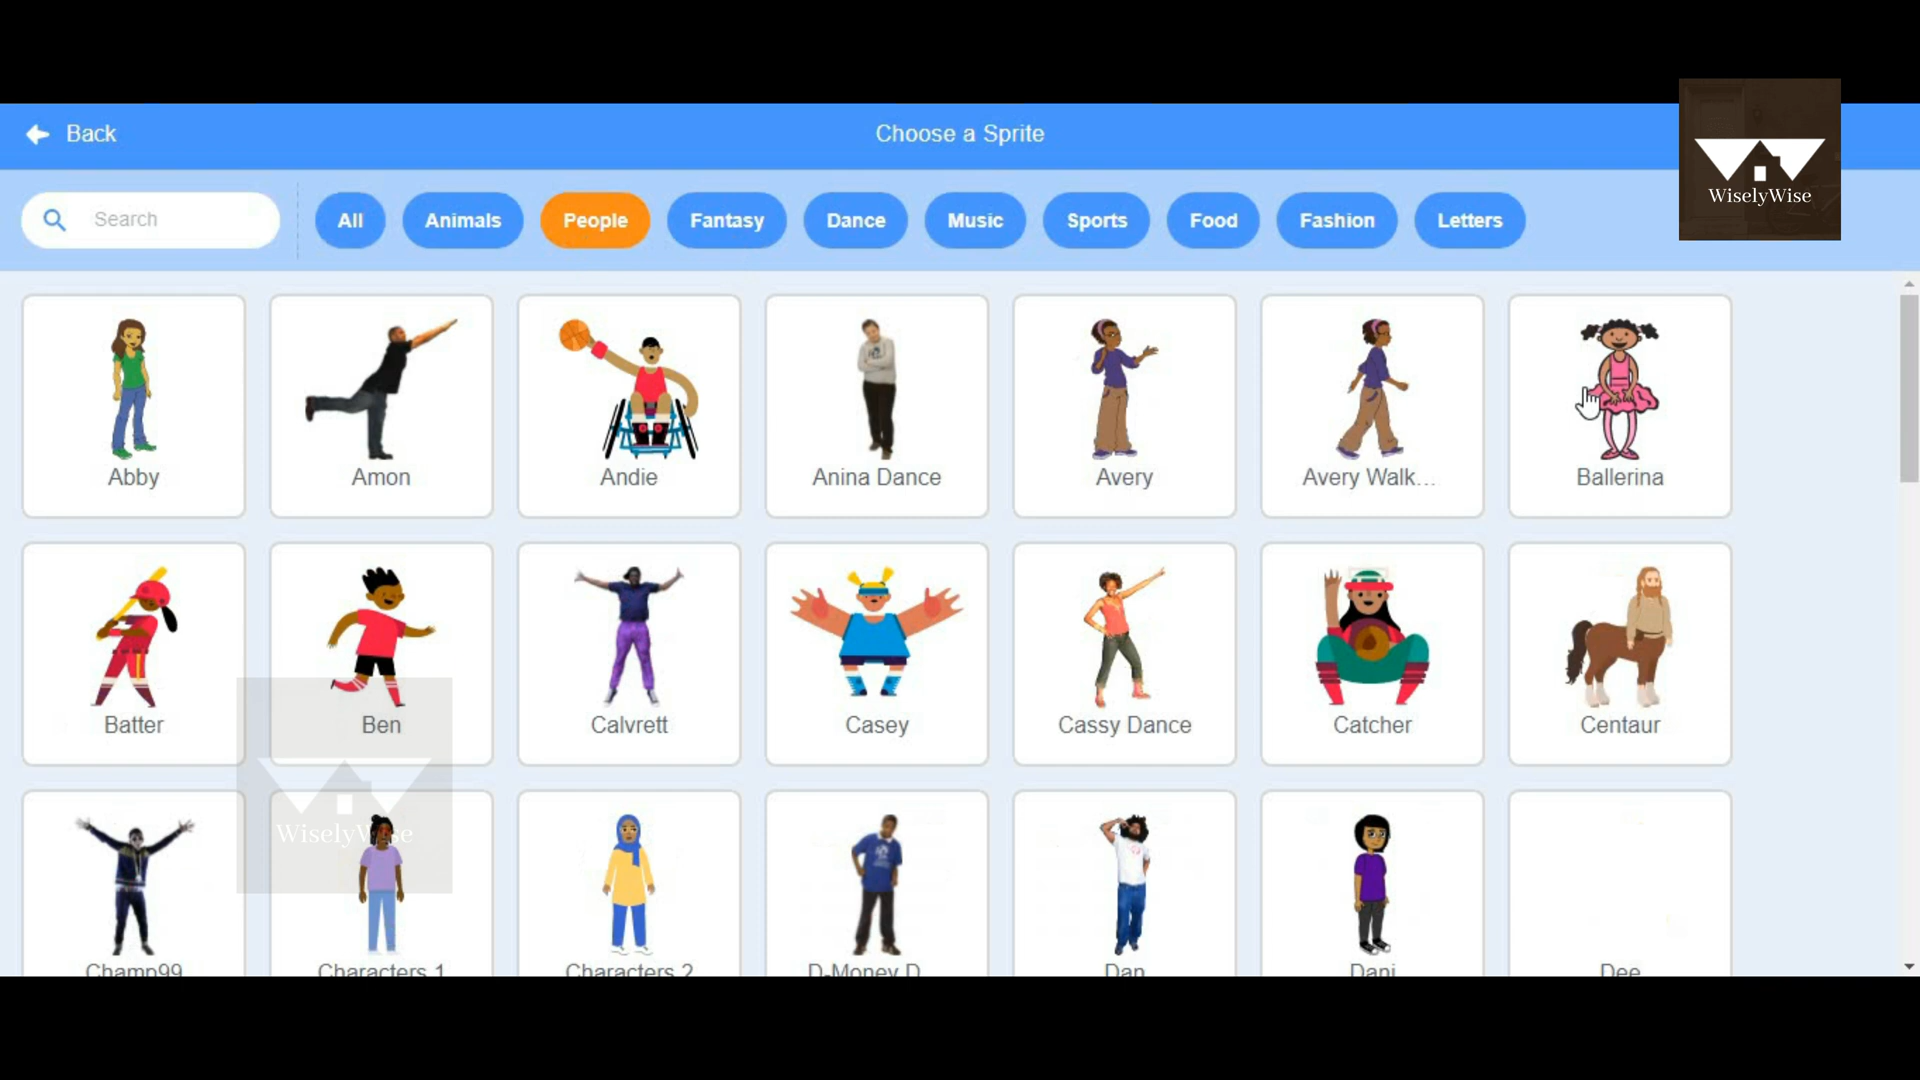 Back
Choose a Sprite
WiselyWise
Search
All
Animals
People
Fantasy
Dance
Music
Sports
Food
Fashion
Letters
Abby
Amon
Andie
Anina Dance
Avery
Avery Walk...
Ballerina
Batter
Ben
Calvrett
Casey
Cassy Dance
Catcher
Centaur
WiselyWise
Champ99
Characters 1
Characters 2
D-Money D
Dan
Dani
Dee